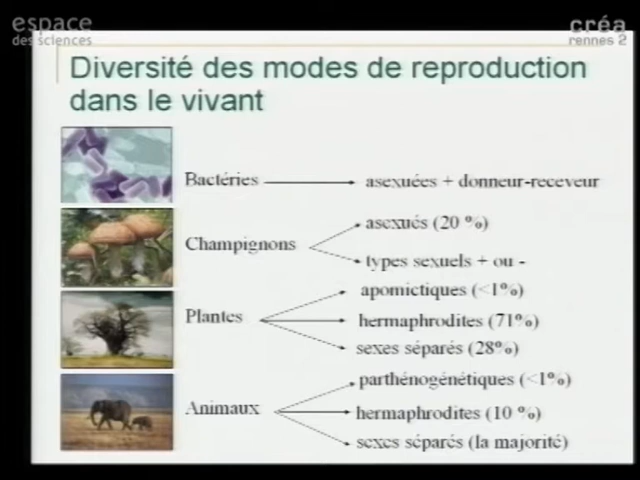 espace
des sciences
créa
rennes 2
Diversité des modes de reproduction
dans le vivant
Bactéries
asexuées + donneur-receveur
Champignons
asexués (20 %)
types sexuels + ou -
Plantes
apomictiques (<1%)
hermaphrodites (71%)
sexes séparés (28%)
Animaux
parthénogénétiques (<1%)
hermaphrodites (10 %)
sexes séparés (la majorité)